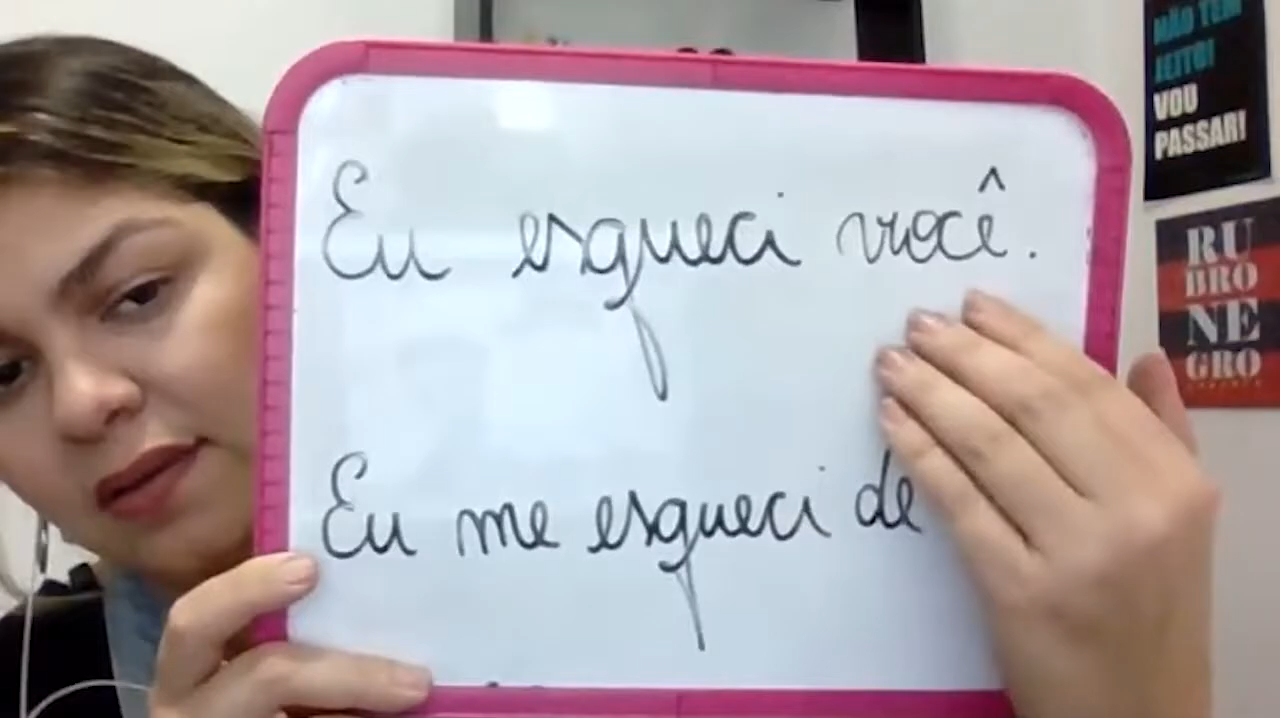 Eu esqueci você.
Eu me esqueci de
NÃO TEM
JEITO!
VOU
PASSAR!
RU
BRO
NE
GRO